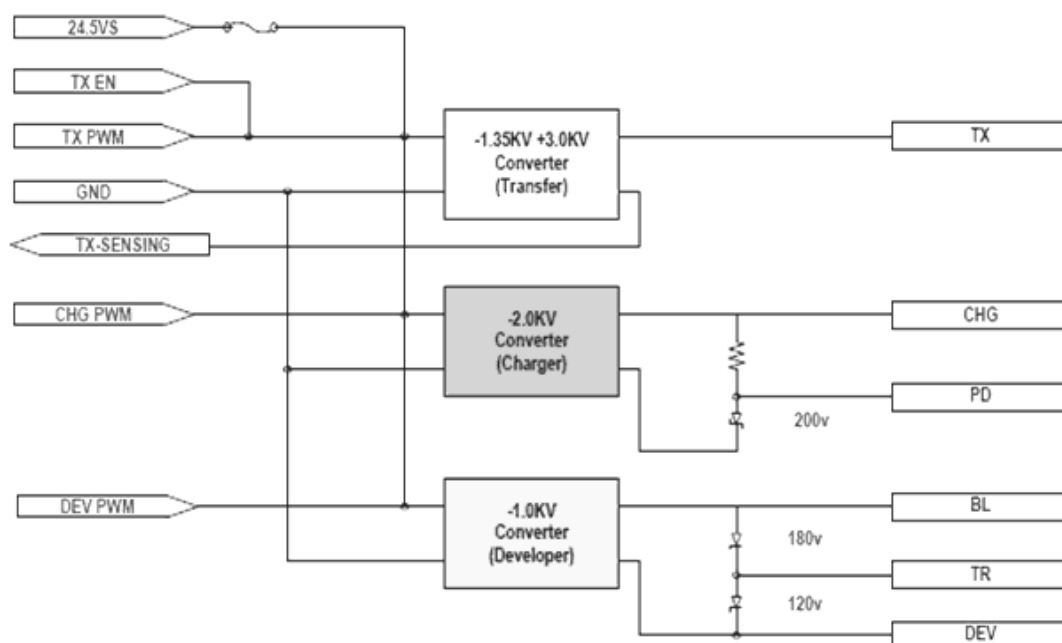 24.5VS
TX EN
TX PWM
GND
TX-SENSING
-1.35KV +3.0KV
Converter
(Transfer)
TX
CHG PWM
-2.0KV
Converter
(Charger)
CHG
PD
200v
DEV PWM
-1.0KV
Converter
(Developer)
BL
180v
TR
120v
DEV